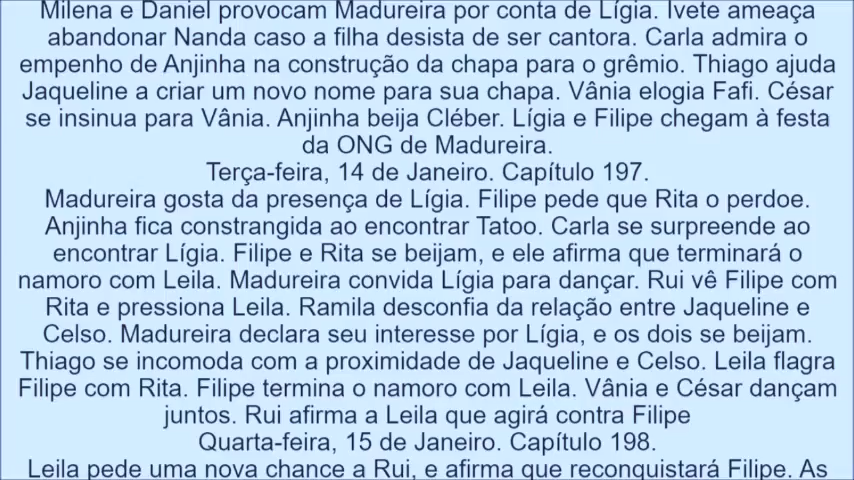 Milena e Daniel provocam Madureira por conta de Lígia. Ivete ameaça
abandonar Nanda caso a filha desista de ser cantora. Carla admira o
empenho de Anjinha na construção da chapa para o grêmio. Thiago ajuda
Jaqueline a criar um novo nome para sua chapa. Vânia elogia Fafi. César
se insinua para Vânia. Anjinha beija Cléber. Lígia e Filipe chegam à festa
da ONG de Madureira.
Terça-feira, 14 de Janeiro. Capítulo 197.
Madureira gosta da presença de Lígia. Filipe pede que Rita o perdoe.
Anjinha fica constrangida ao encontrar Tatoo. Carla se surpreende ao
encontrar Lígia. Filipe e Rita se beijam, e ele afirma que terminará o
namoro com Leila. Madureira convida Lígia para dançar. Rui vê Filipe com
Rita e pressiona Leila. Ramila desconfia da relação entre Jaqueline e
Celso. Madureira declara seu interesse por Lígia, e os dois se beijam.
Thiago se incomoda com a proximidade de Jaqueline e Celso. Leila flagra
Filipe com Rita. Filipe termina o namoro com Leila. Vânia e César dançam
juntos. Rui afirma a Leila que agirá contra Filipe
Quarta-feira, 15 de Janeiro. Capítulo 198.
Leila pede uma nova chance a Rui, e afirma que reconquistará Filipe. As